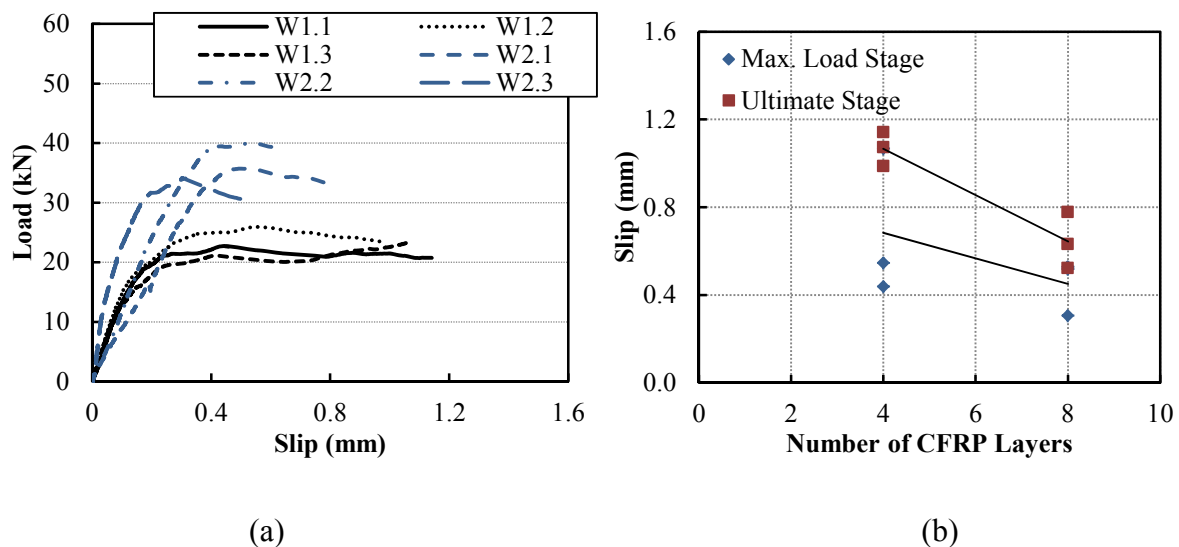 60
50
40
30
20
10
0
Load (kN)
W1.1
W1.2
W1.3
W2.1
W2.2
W2.3
0
0.4
0.8
1.2
1.6
Slip (mm)
(a)
1.6
1.2
0.8
0.4
0.0
Slip (mm)
Max. Load Stage
Ultimate Stage
0
2
4
6
8
10
Number of CFRP Layers
(b)